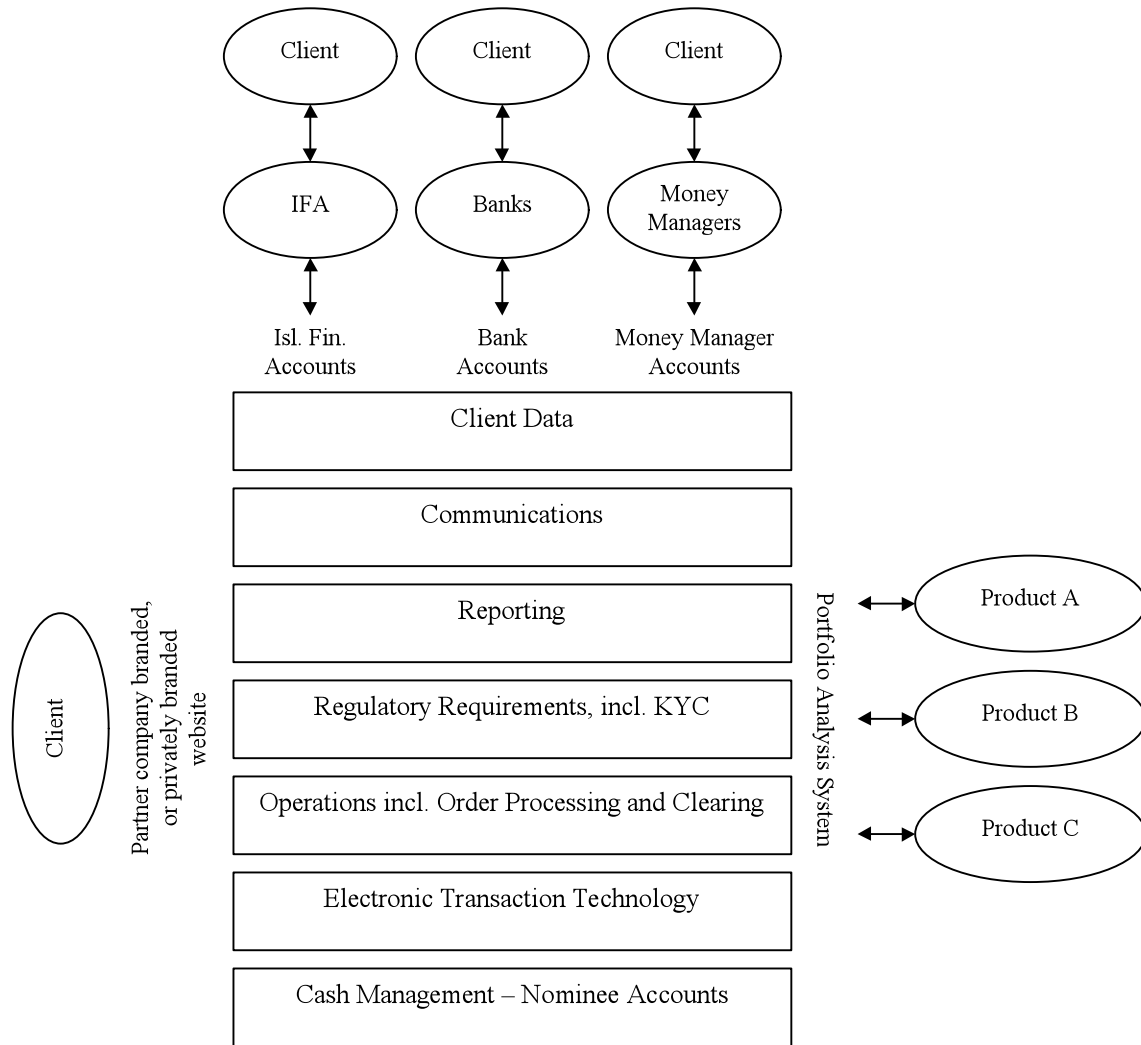 Client
Client
Client
IFA
Banks
Money
Managers
Isl. Fin.
Accounts
Bank
Accounts
Money Manager
Accounts
Client Data
Communications
Reporting
Regulatory Requirements, incl. KYC
Operations incl. Order Processing and Clearing
Electronic Transaction Technology
Cash Management – Nominee Accounts
Client
Partner company branded,
or privately branded
website
Portfolio Analysis System
Product A
Product B
Product C